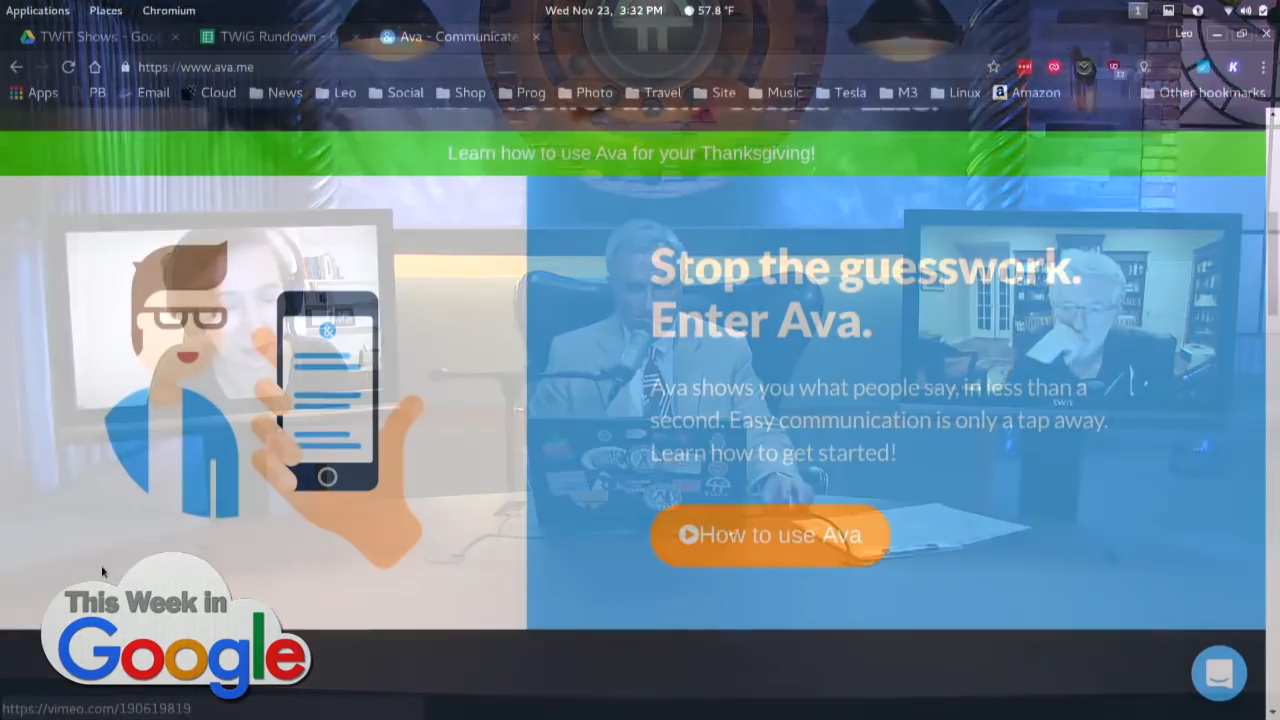 Applications Places Chromium Wed Nov 23, 3:32 PM 57.8 °F 1
TWiT Shows - Goo TWiG Rundown - G Ava - Communicate Leo
https://www.ava.me 12 K
Apps PB Email Cloud News Leo Social Shop Prog Photo Travel Site Music Tesla M3 Linux Amazon Other bookmarks
Learn how to use Ava for your Thanksgiving!
Stop the guesswork.
Enter Ava.
Ava shows you what people say, in less than a
second. Easy communication is only a tap away.
Learn how to get started!
How to use Ava
This Week in
Google
https://vimeo.com/190619819